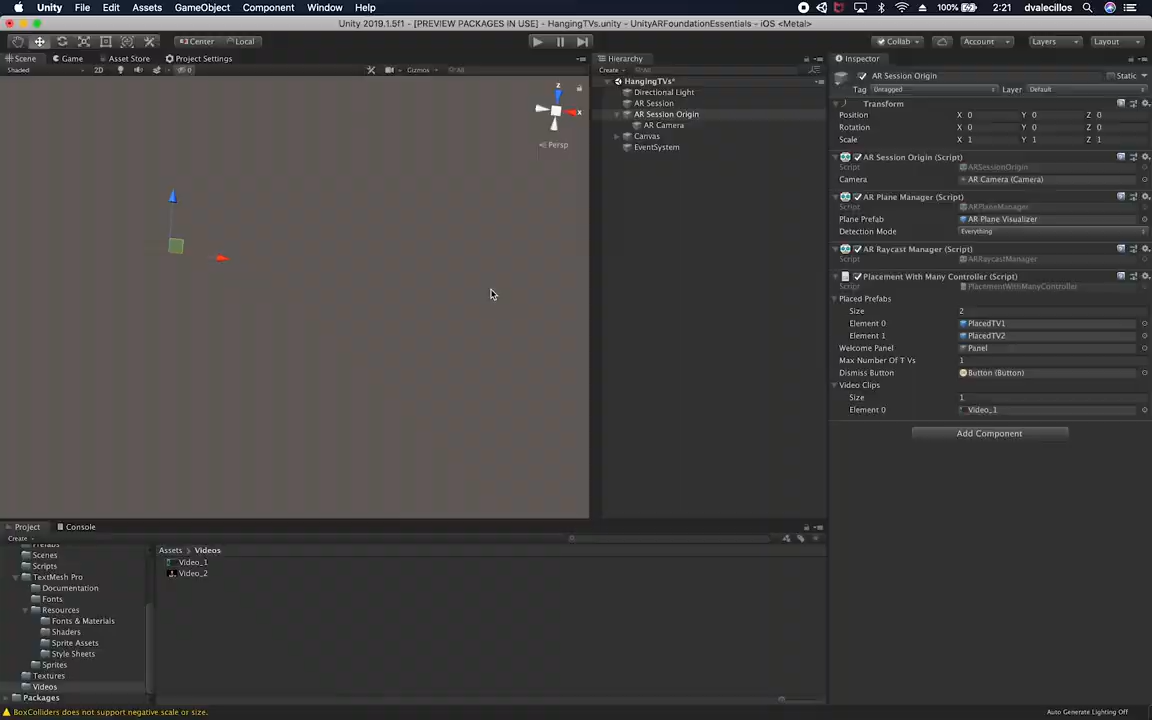 Unity File Edit Assets GameObject Component Window Help 100% 2:21 dvalecillos
Unity 2019.1.5f1 - [PREVIEW PACKAGES IN USE] - HangingTVs.unity - UnityARFoundationEssentials - iOS <Metal>
Center Local Collab Account Layers Layout
Scene Game Asset Store Project Settings
Shaded 2D 0 Gizmos All
Persp
Hierarchy
Create All
HangingTVs*
Directional Light
AR Session
AR Session Origin
AR Camera
Canvas
EventSystem
Inspector
AR Session Origin Static
Tag Untagged Layer Default
Transform
Position X 0 Y 0 Z 0
Rotation X 0 Y 0 Z 0
Scale X 1 Y 1 Z 1
AR Session Origin (Script)
Script ARSessionOrigin
Camera AR Camera (Camera)
AR Plane Manager (Script)
Script ARPlaneManager
Plane Prefab AR Plane Visualizer
Detection Mode Everything
AR Raycast Manager (Script)
Script ARRaycastManager
Placement With Many Controller (Script)
Script PlacementWithManyController
Placed Prefabs
Size 2
Element 0 PlacedTV1
Element 1 PlacedTV2
Welcome Panel Panel
Max Number Of T Vs 1
Dismiss Button Button (Button)
Video Clips
Size 1
Element 0 Video_1
Add Component
Project Console
Create
Prefabs
Scenes
Scripts
TextMesh Pro
Documentation
Fonts
Resources
Fonts & Materials
Shaders
Sprite Assets
Style Sheets
Sprites
Textures
Videos
Packages
Assets > Videos
Video_1
Video_2
BoxColliders does not support negative scale or size.
Auto Generate Lighting Off